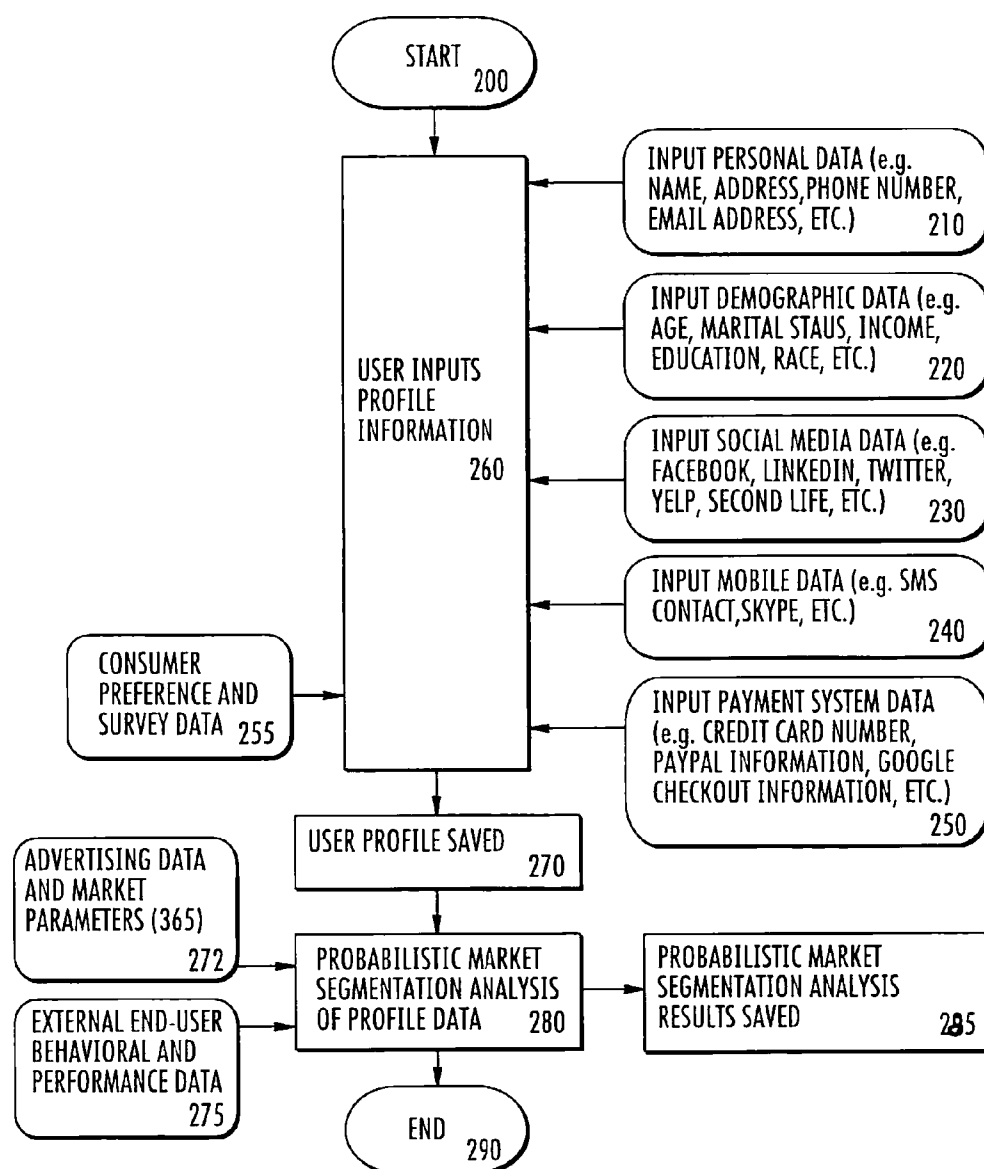 START
200
INPUT PERSONAL DATA (e.g.
NAME, ADDRESS,PHONE NUMBER,
EMAIL ADDRESS, ETC.)
210
INPUT DEMOGRAPHIC DATA (e.g.
AGE, MARITAL STAUS, INCOME,
EDUCATION, RACE, ETC.)
220
USER INPUTS
PROFILE
INFORMATION
260
INPUT SOCIAL MEDIA DATA (e.g.
FACEBOOK, LINKEDIN, TWITTER,
YELP, SECOND LIFE, ETC.)
230
INPUT MOBILE DATA (e.g. SMS
CONTACT,SKYPE, ETC.)
240
CONSUMER
PREFERENCE AND
SURVEY DATA
255
INPUT PAYMENT SYSTEM DATA
(e.g. CREDIT CARD NUMBER,
PAYPAL INFORMATION, GOOGLE
CHECKOUT INFORMATION, ETC.)
250
USER PROFILE SAVED
270
ADVERTISING DATA
AND MARKET
PARAMETERS (365)
272
PROBABILISTIC MARKET
SEGMENTATION ANALYSIS
OF PROFILE DATA
280
PROBABILISTIC MARKET
SEGMENTATION ANALYSIS
RESULTS SAVED
285
EXTERNAL END-USER
BEHAVIORAL AND
PERFORMANCE DATA
275
END
290